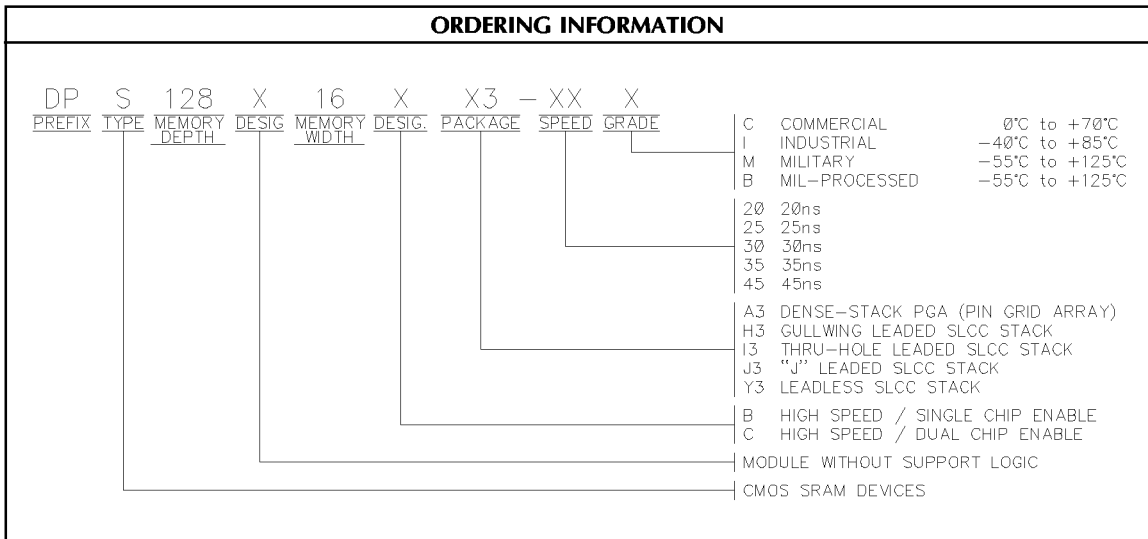 ORDERING INFORMATION
DP S 128 X 16 X X3 - XX X
PREFIX TYPE MEMORY DESIG MEMORY DESIG. PACKAGE SPEED GRADE
DEPTH WIDTH
C COMMERCIAL 0°C to +70°C
I INDUSTRIAL -40°C to +85°C
M MILITARY -55°C to +125°C
B MIL-PROCESSED -55°C to +125°C
20 20ns
25 25ns
30 30ns
35 35ns
45 45ns
A3 DENSE-STACK PGA (PIN GRID ARRAY)
H3 GULLWING LEADED SLCC STACK
I3 THRU-HOLE LEADED SLCC STACK
J3 "J" LEADED SLCC STACK
Y3 LEADLESS SLCC STACK
B HIGH SPEED / SINGLE CHIP ENABLE
C HIGH SPEED / DUAL CHIP ENABLE
MODULE WITHOUT SUPPORT LOGIC
CMOS SRAM DEVICES